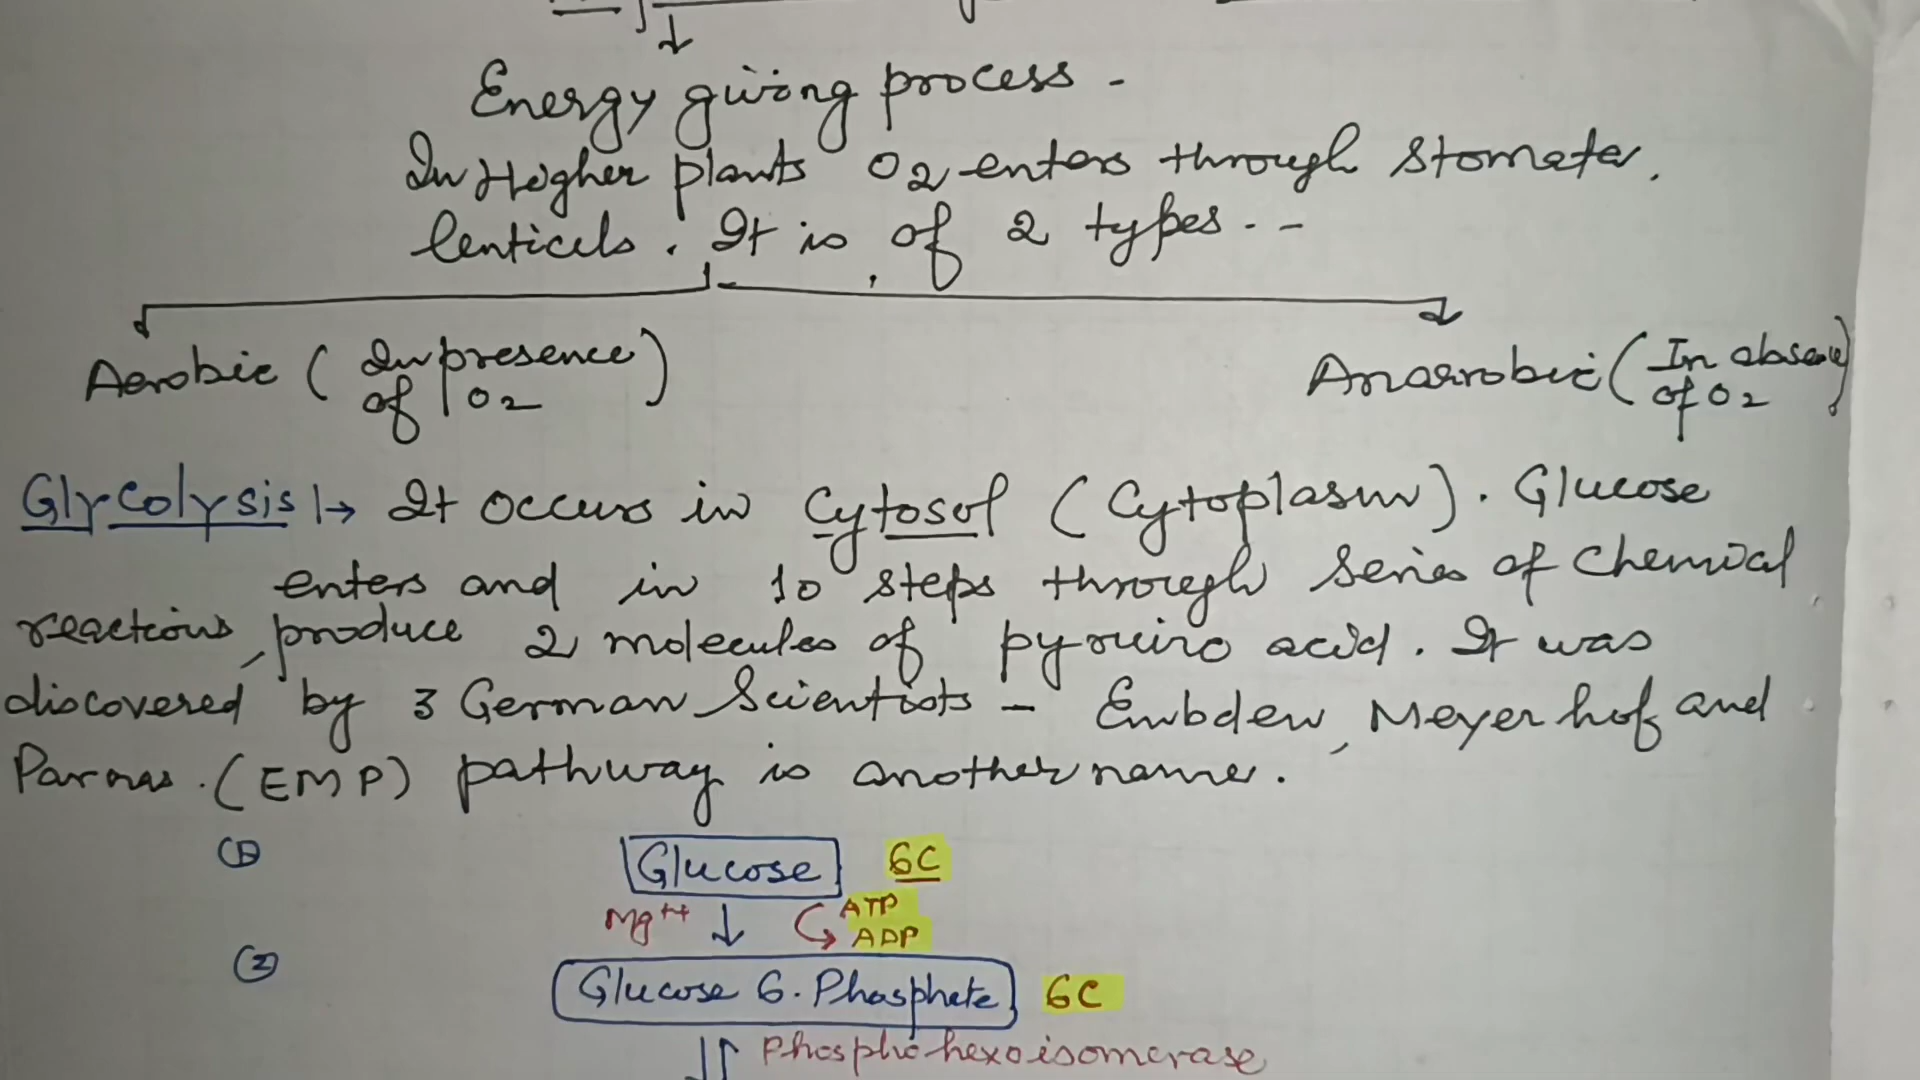 Energy giving process -
In Higher plants O2 enters through Stomata,
lenticels. It is of 2 types. -
Aerobic (In presence of O2)
Anaerobic (In absence of O2)
Glycolysis |→ It occurs in Cytosol (Cytoplasm). Glucose
enters and in 10 steps through series of chemical
reactions, produce 2 molecules of pyruvic acid. It was
discovered by 3 German Scientists - Embden, Meyerhof and
Parnas. (EMP) pathway is another name.
① Glucose 6C
Mg++ ↓ ATP
ADP
② Glucose 6. Phosphate 6C
Phosphohexoisomerase